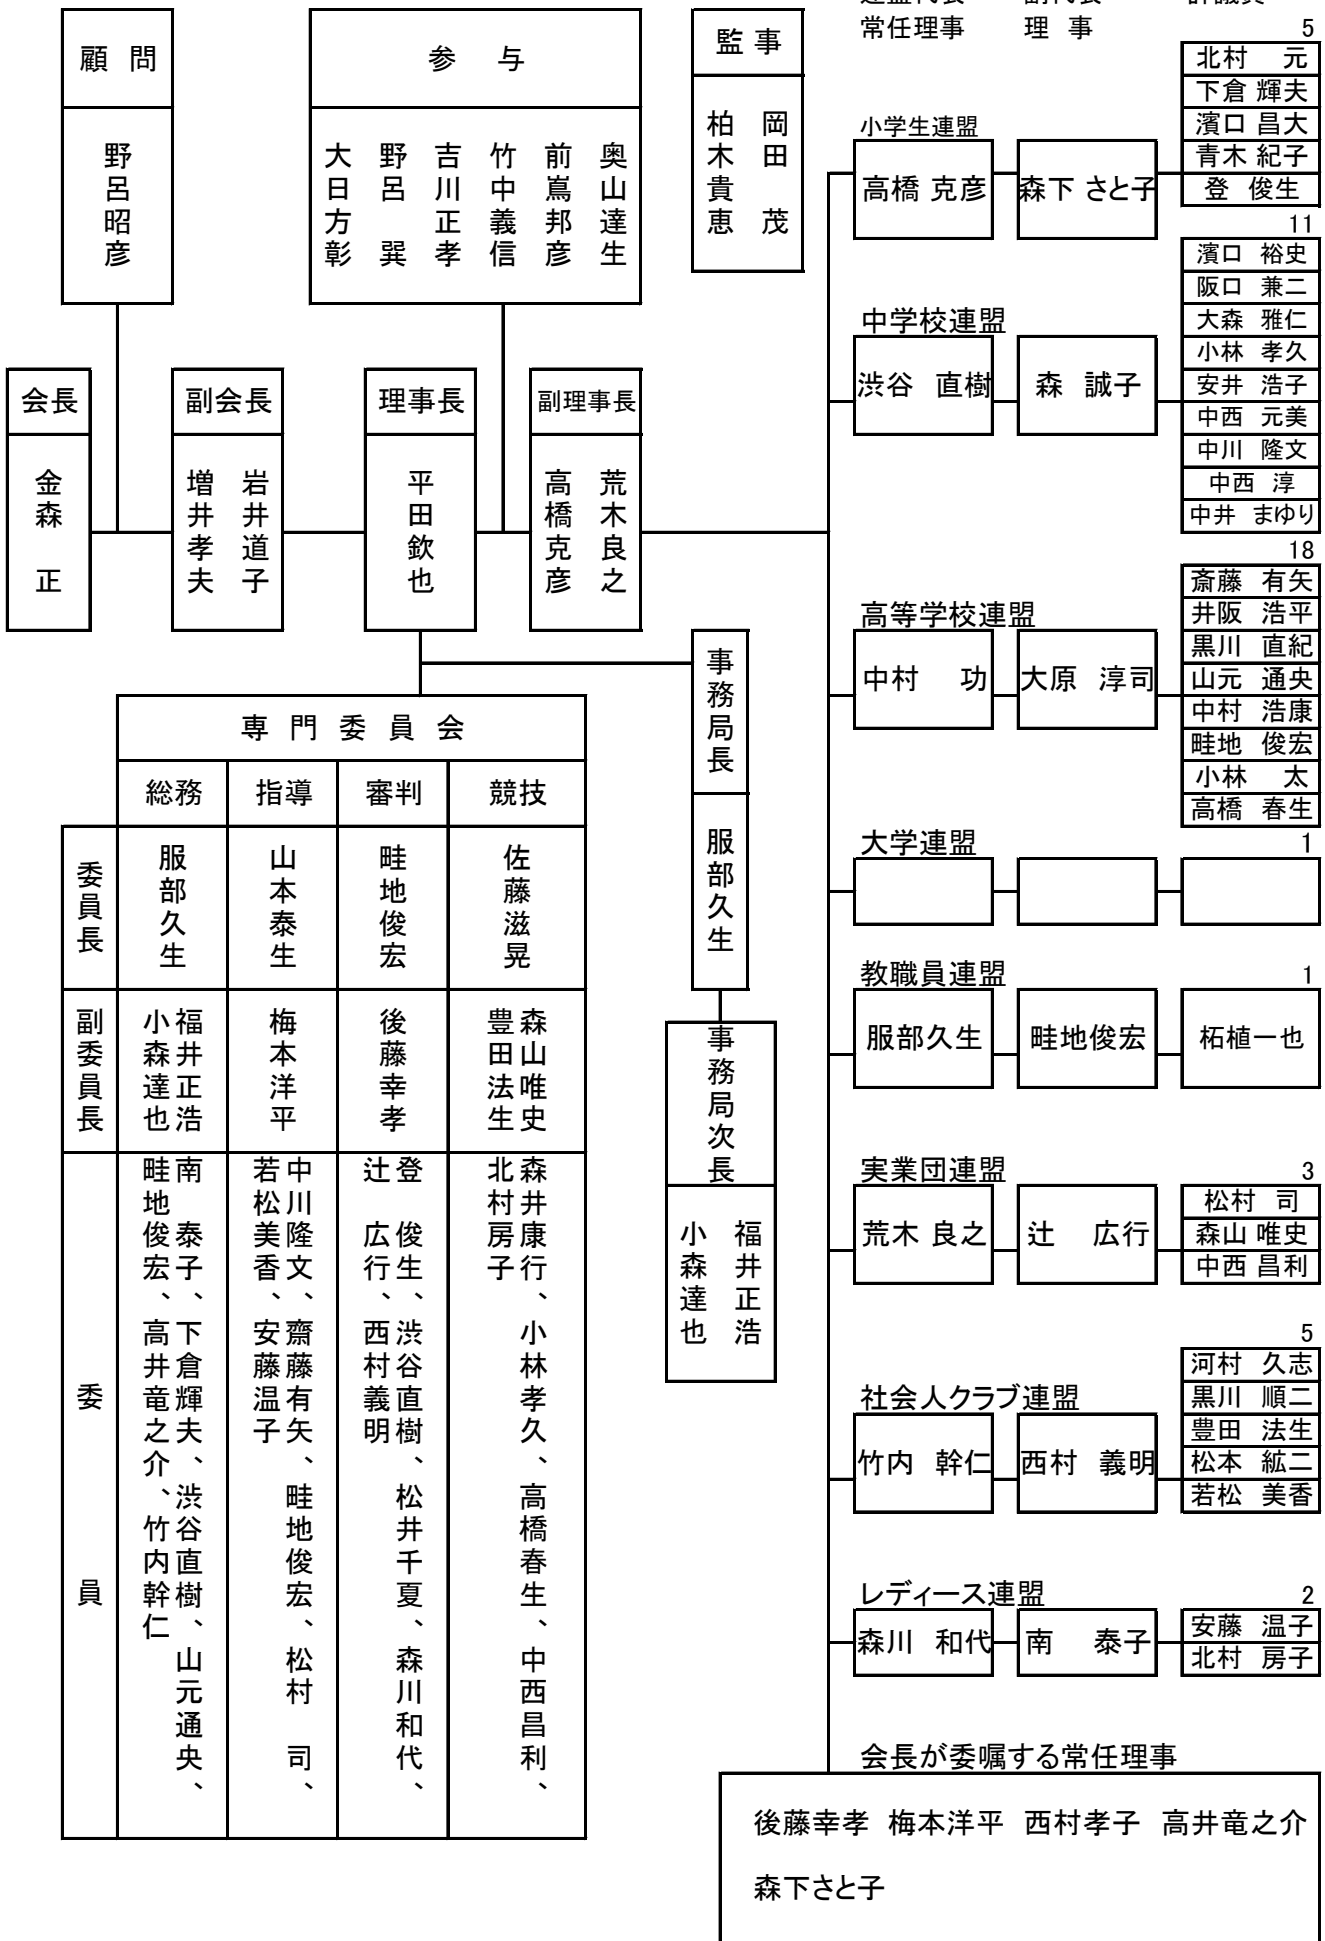 連盟代表 副代表 評議員
常任理事 理 事
顧 問
野呂昭彦
参 与
奥山達生
前嶌邦彦
竹中義信
吉川正孝
野呂 巽
大日方彰
監 事
岡田 茂
柏木貴恵
会長
金森 正
副会長
岩井道子
増井孝夫
理事長
平田欽也
副理事長
荒木良之
高橋克彦
事務局長
服部久生
事務局次長
福井正浩
小森達也
専 門 委 員 会
総務 指導 審判 競技
委員長
服部久生
山本泰生
畦地俊宏
佐藤滋晃
副委員長
福井正浩
小森達也
梅本洋平
後藤幸孝
森山唯史
豊田法生
委 員
南 泰子、下倉輝夫、渋谷直樹、山元通央、
畦地俊宏、高井竜之介、竹内幹仁
中川隆文、齋藤有矢、畦地俊宏、松村 司、
若松美香、安藤温子
登 俊生、渋谷直樹、松井千夏、森川和代、
辻 広行、西村義明
森井康行、小林孝久、高橋春生、中西昌利、
北村房子
小学生連盟
高橋 克彦
森下 さと子
5
北村 元
下倉 輝夫
濱口 昌大
青木 紀子
登 俊生
中学校連盟
渋谷 直樹
森 誠子
11
濱口 裕史
阪口 兼二
大森 雅仁
小林 孝久
安井 浩子
中西 元美
中川 隆文
中西 淳
中井 まゆり
高等学校連盟
中村 功
大原 淳司
18
斎藤 有矢
井阪 浩平
黒川 直紀
山元 通央
中村 浩康
畦地 俊宏
小林 太
高橋 春生
大学連盟
1
教職員連盟
服部久生
畦地俊宏
1
柘植一也
実業団連盟
荒木 良之
辻 広行
3
松村 司
森山 唯史
中西 昌利
社会人クラブ連盟
竹内 幹仁
西村 義明
5
河村 久志
黒川 順二
豊田 法生
松本 紘二
若松 美香
レディース連盟
森川 和代
南 泰子
2
安藤 温子
北村 房子
会長が委嘱する常任理事
後藤幸孝 梅本洋平 西村孝子 高井竜之介
森下さと子